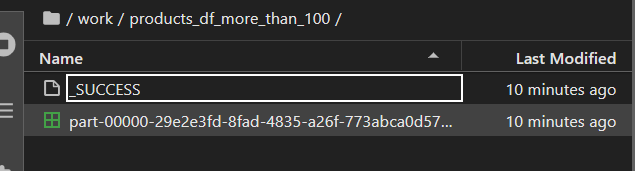 / work / products_df_more_than_100 /
Name Last Modified
_SUCCESS 10 minutes ago
part-00000-29e2e3fd-8fad-4835-a26f-773abca0d57... 10 minutes ago